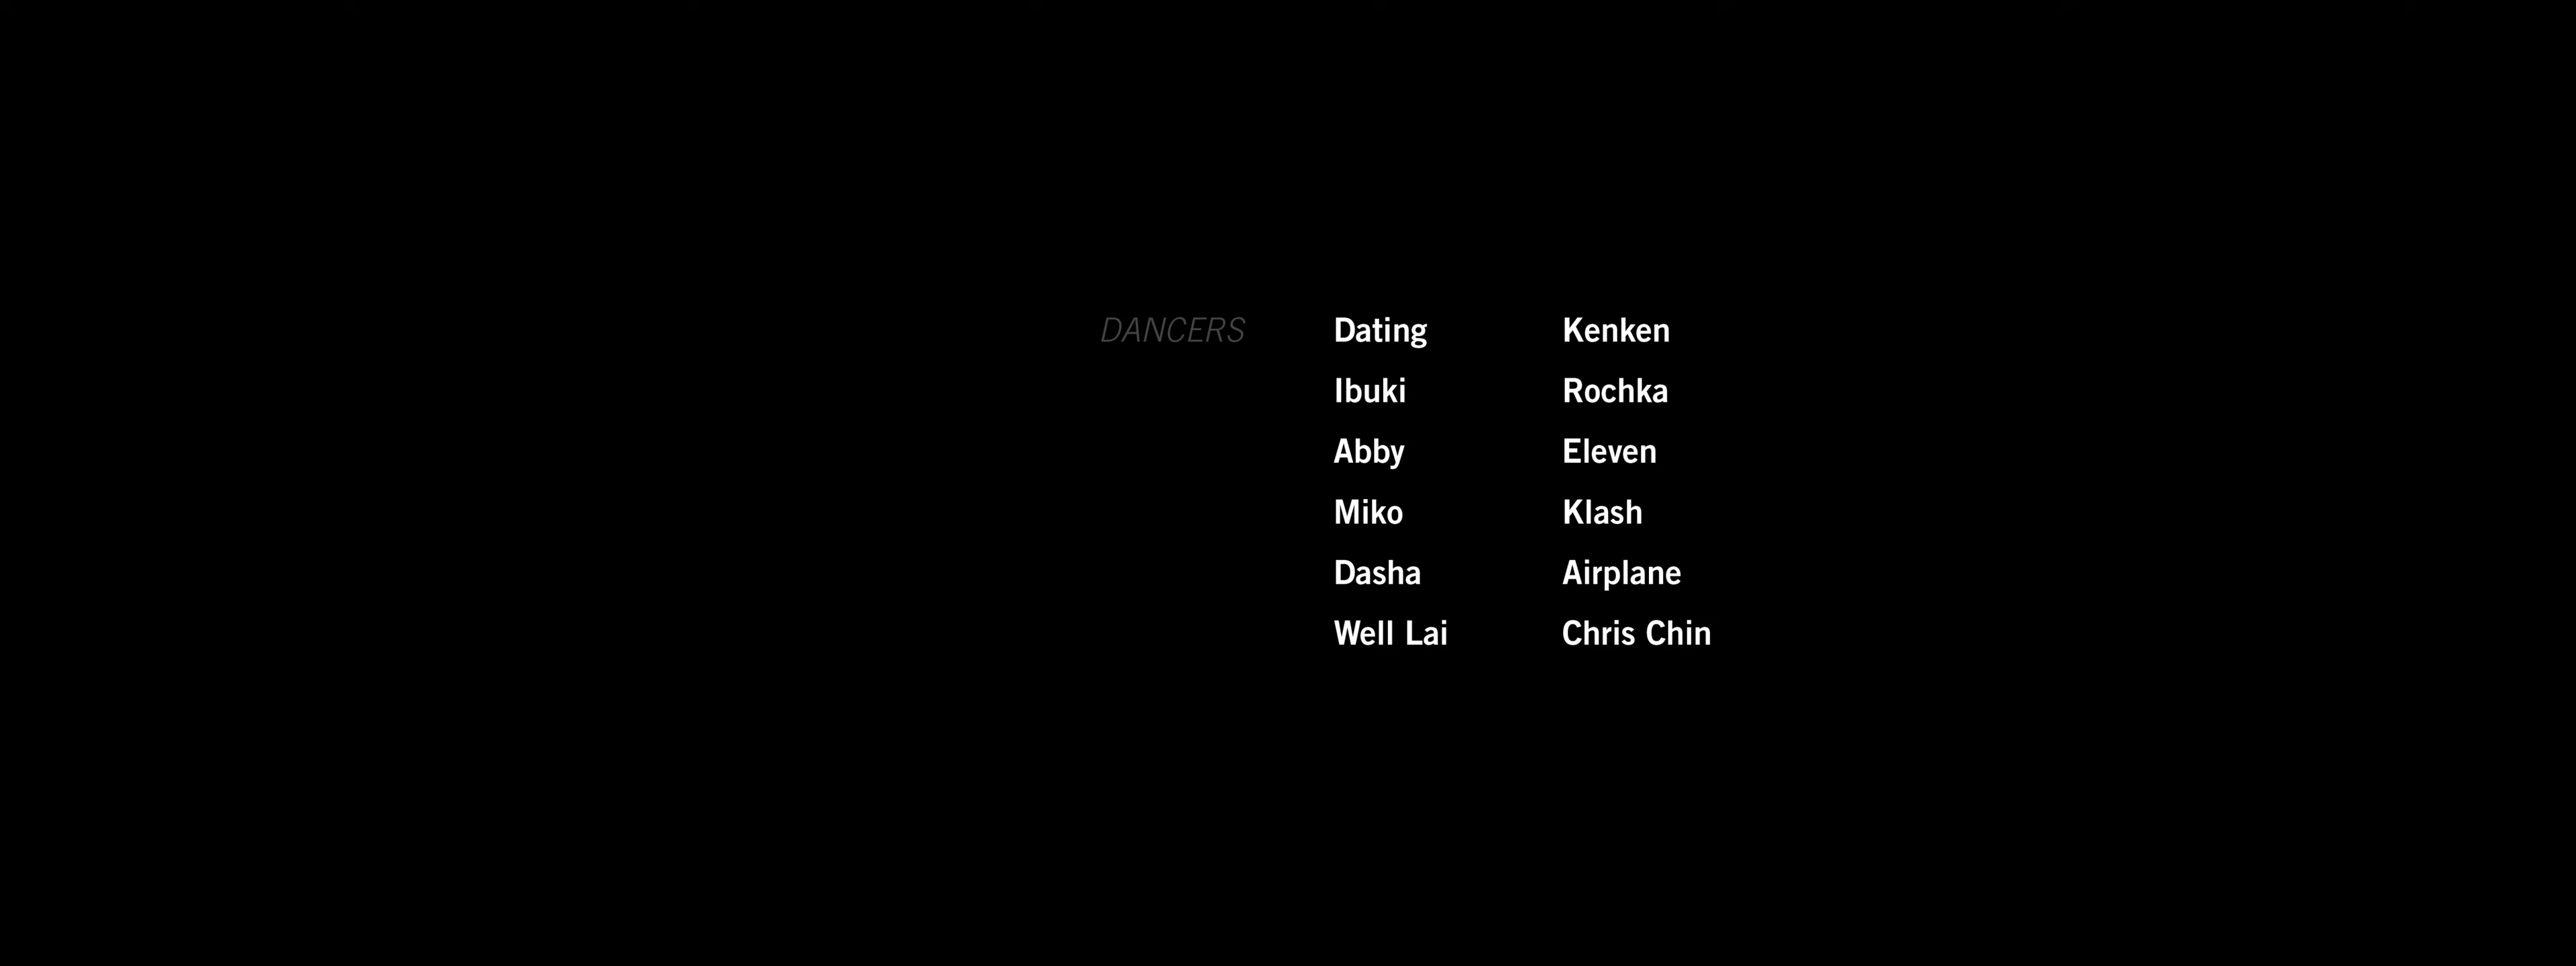 DANCERS Dating Kenken
Ibuki Rochka
Abby Eleven
Miko Klash
Dasha Airplane
Well Lai Chris Chin